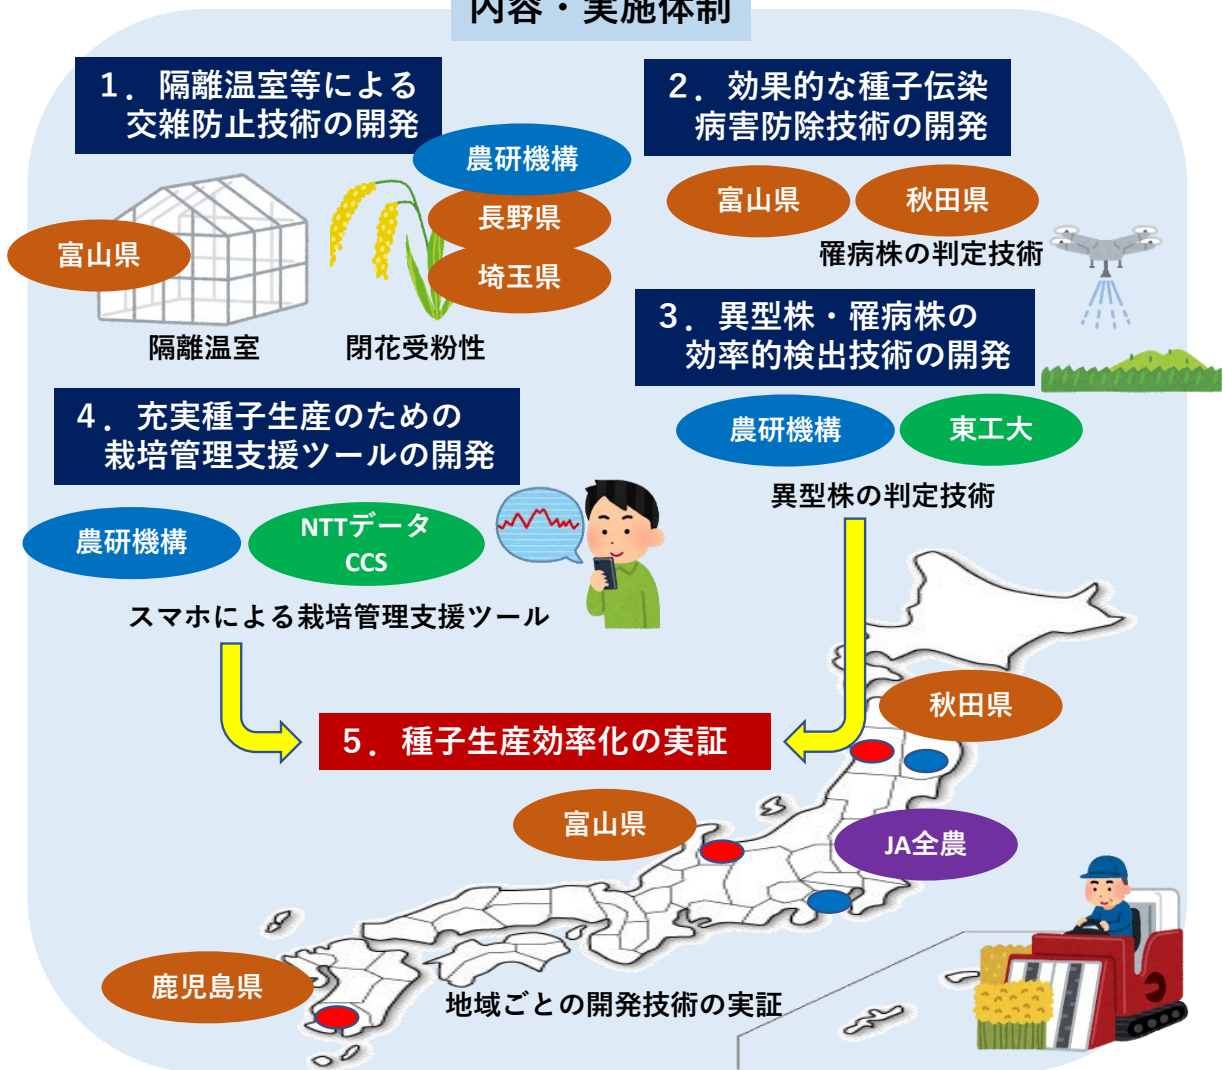 内容・実施体制
１．隔離温室等による
交雑防止技術の開発
農研機構
長野県
埼玉県
富山県
隔離温室
閉花受粉性
２．効果的な種子伝染
病害防除技術の開発
富山県
秋田県
罹病株の判定技術
３．異型株・罹病株の
効率的検出技術の開発
農研機構
東工大
異型株の判定技術
４．充実種子生産のための
栽培管理支援ツールの開発
農研機構
NTTデータ
CCS
スマホによる栽培管理支援ツール
５．種子生産効率化の実証
秋田県
富山県
JA全農
鹿児島県
地域ごとの開発技術の実証